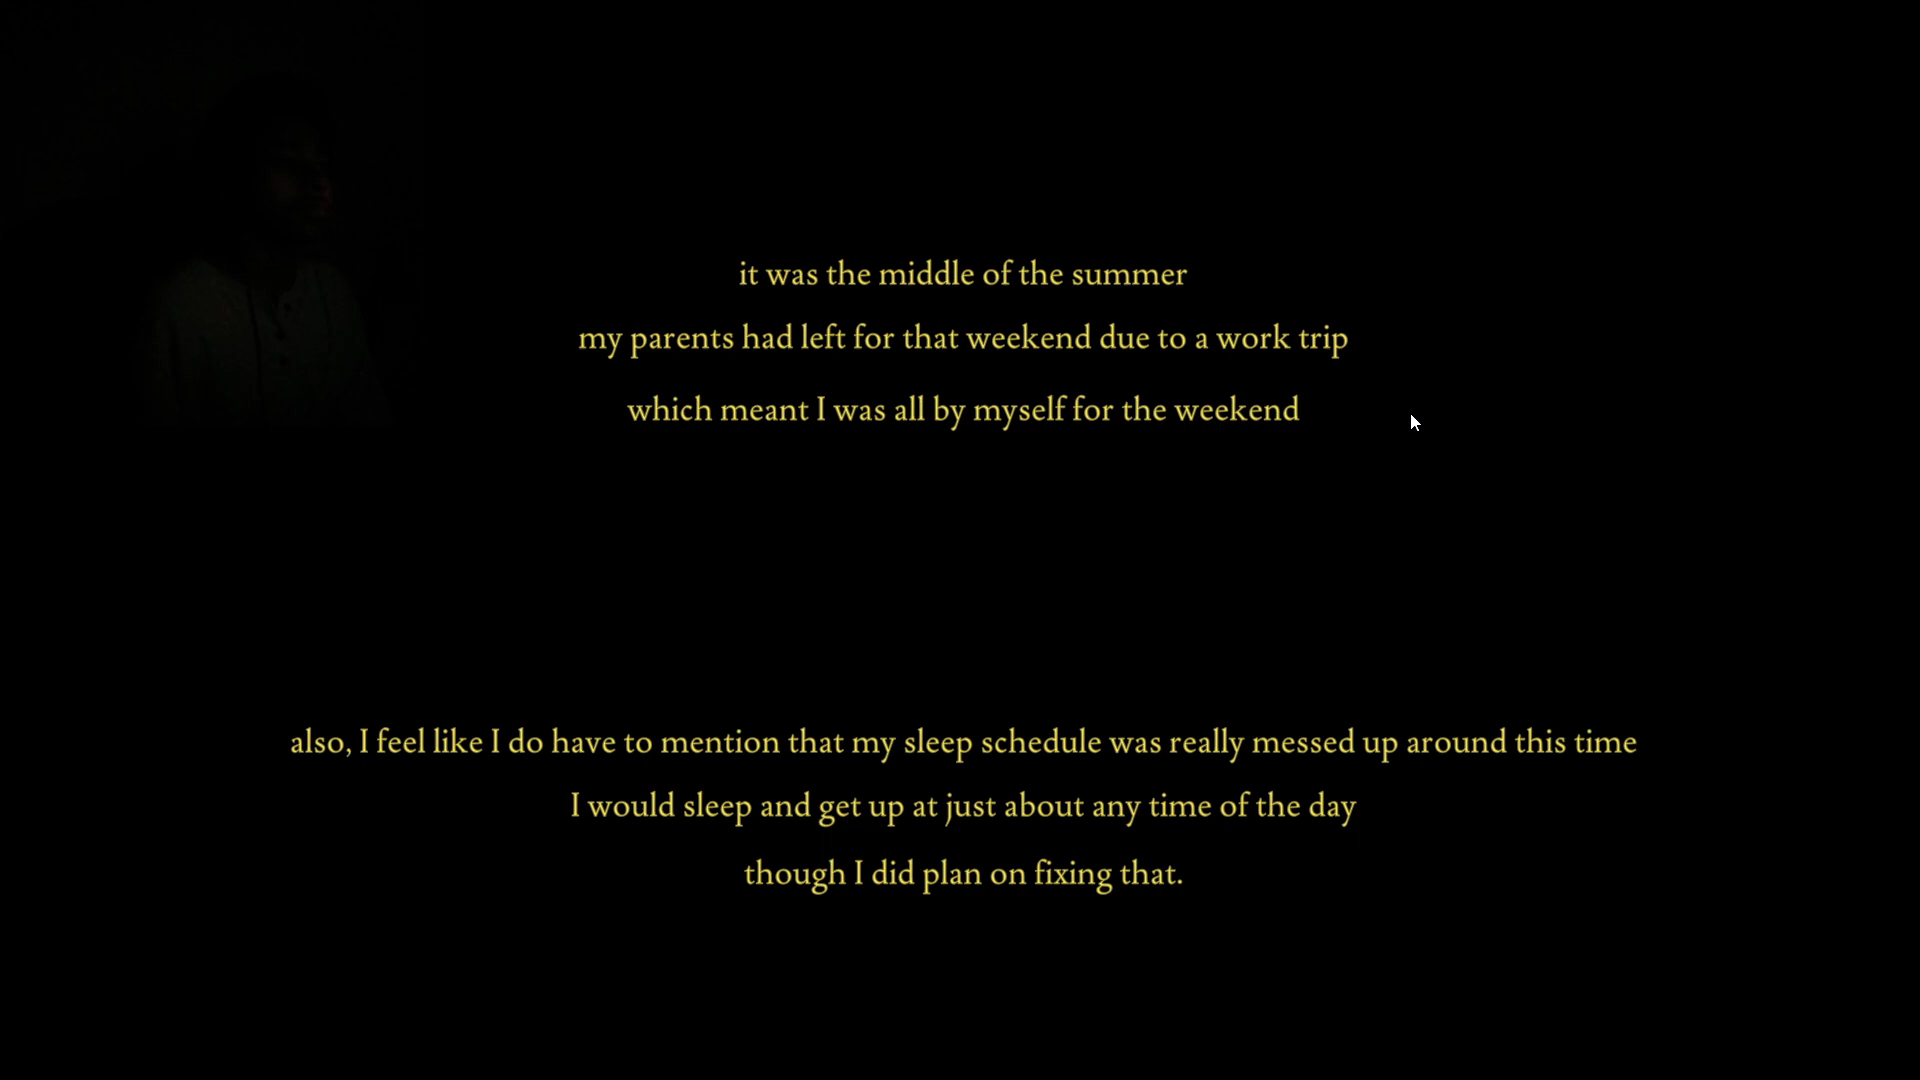 it was the middle of the summer
my parents had left for that weekend due to a work trip
which meant I was all by myself for the weekend
also, I feel like I do have to mention that my sleep schedule was really messed up around this time
I would sleep and get up at just about any time of the day
though I did plan on fixing that.